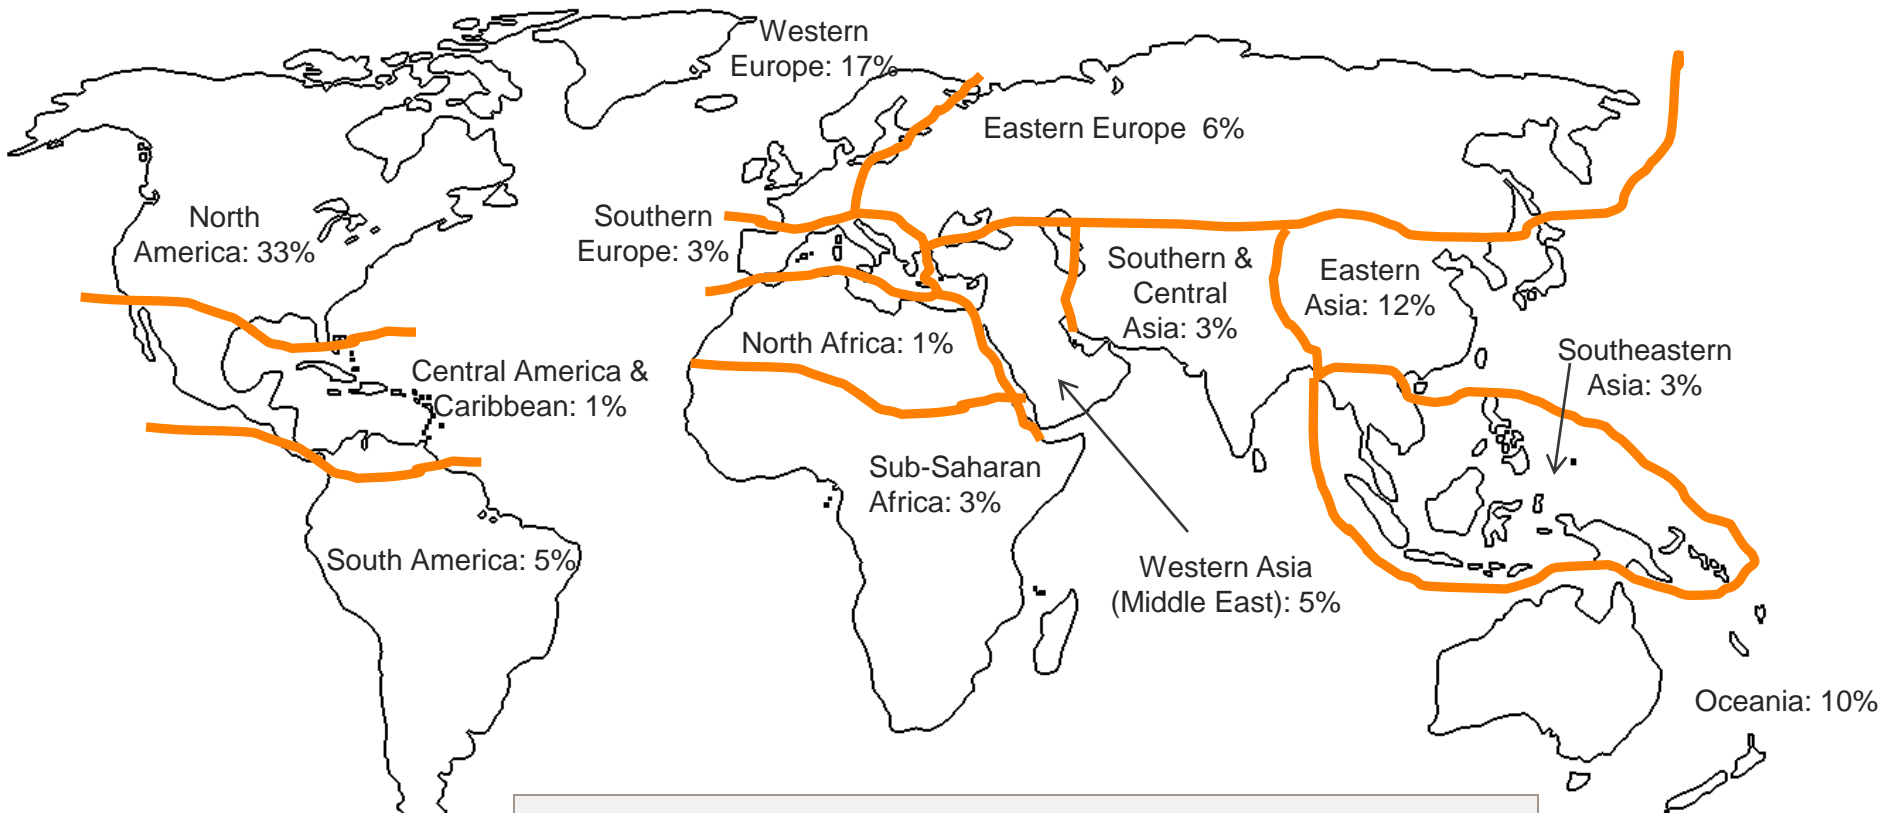 Western
Europe: 17%
Eastern Europe  6%
North
America: 33%
Southern
Europe: 3%
Southern &
Central
Asia: 3%
Eastern
Asia: 12%
North Africa: 1%
Southeastern
Asia: 3%
Central America &
Caribbean: 1%
Sub-Saharan
Africa: 3%
South America: 5%
Western Asia
(Middle East): 5%
Oceania: 10%